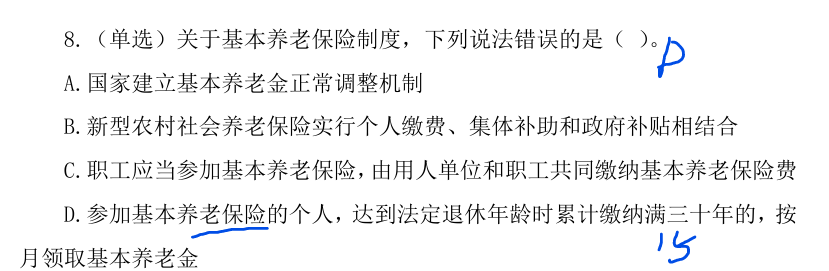 8.（单选）关于基本养老保险制度，下列说法错误的是（ ）。
D
A.国家建立基本养老金正常调整机制
B.新型农村社会养老保险实行个人缴费、集体补助和政府补贴相结合
C.职工应当参加基本养老保险，由用人单位和职工共同缴纳基本养老保险费
D.参加基本养老保险的个人，达到法定退休年龄时累计缴纳满三十年的，按
15
月领取基本养老金